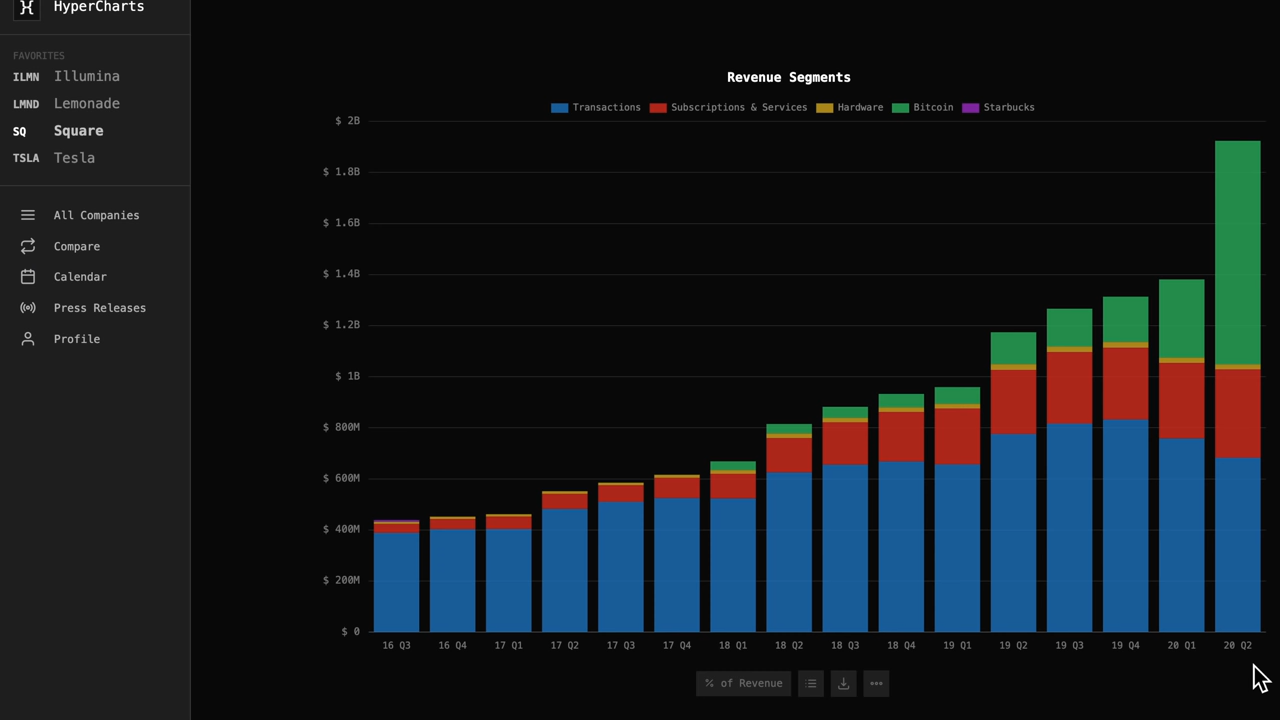 HyperCharts
FAVORITES
ILMN Illumina
LMND Lemonade
SQ Square
TSLA Tesla
All Companies
Compare
Calendar
Press Releases
Profile
Revenue Segments
Transactions Subscriptions & Services Hardware Bitcoin Starbucks
$ 2B
$ 1.8B
$ 1.6B
$ 1.4B
$ 1.2B
$ 1B
$ 800M
$ 600M
$ 400M
$ 200M
$ 0
16 Q3 16 Q4 17 Q1 17 Q2 17 Q3 17 Q4 18 Q1 18 Q2 18 Q3 18 Q4 19 Q1 19 Q2 19 Q3 19 Q4 20 Q1 20 Q2
% of Revenue